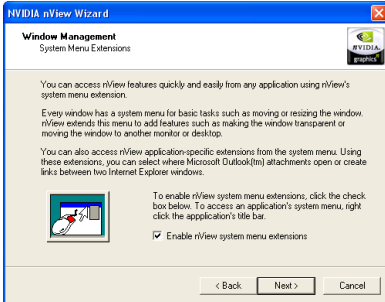 NVIDIA nView Wizard
Window Management
System Menu Extensions
NVIDIA.
graphics
You can access nView features quickly and easily from any application using nView's
system menu extension.
Every window has a system menu for basic tasks such as moving or resizing the window.
nView extends this menu to add features such as making the window transparent or
moving the window to another monitor or desktop.
You can also access nView application-specific extensions from the system menu. Using
these extensions, you can select where Microsoft Outlook(tm) attachments open or create
links between two Internet Explorer windows.
To enable nView system menu extensions, click the check
box below. To access an application's system menu, right
click the appplication's title bar.
Enable nView system menu extensions
< Back
Next >
Cancel